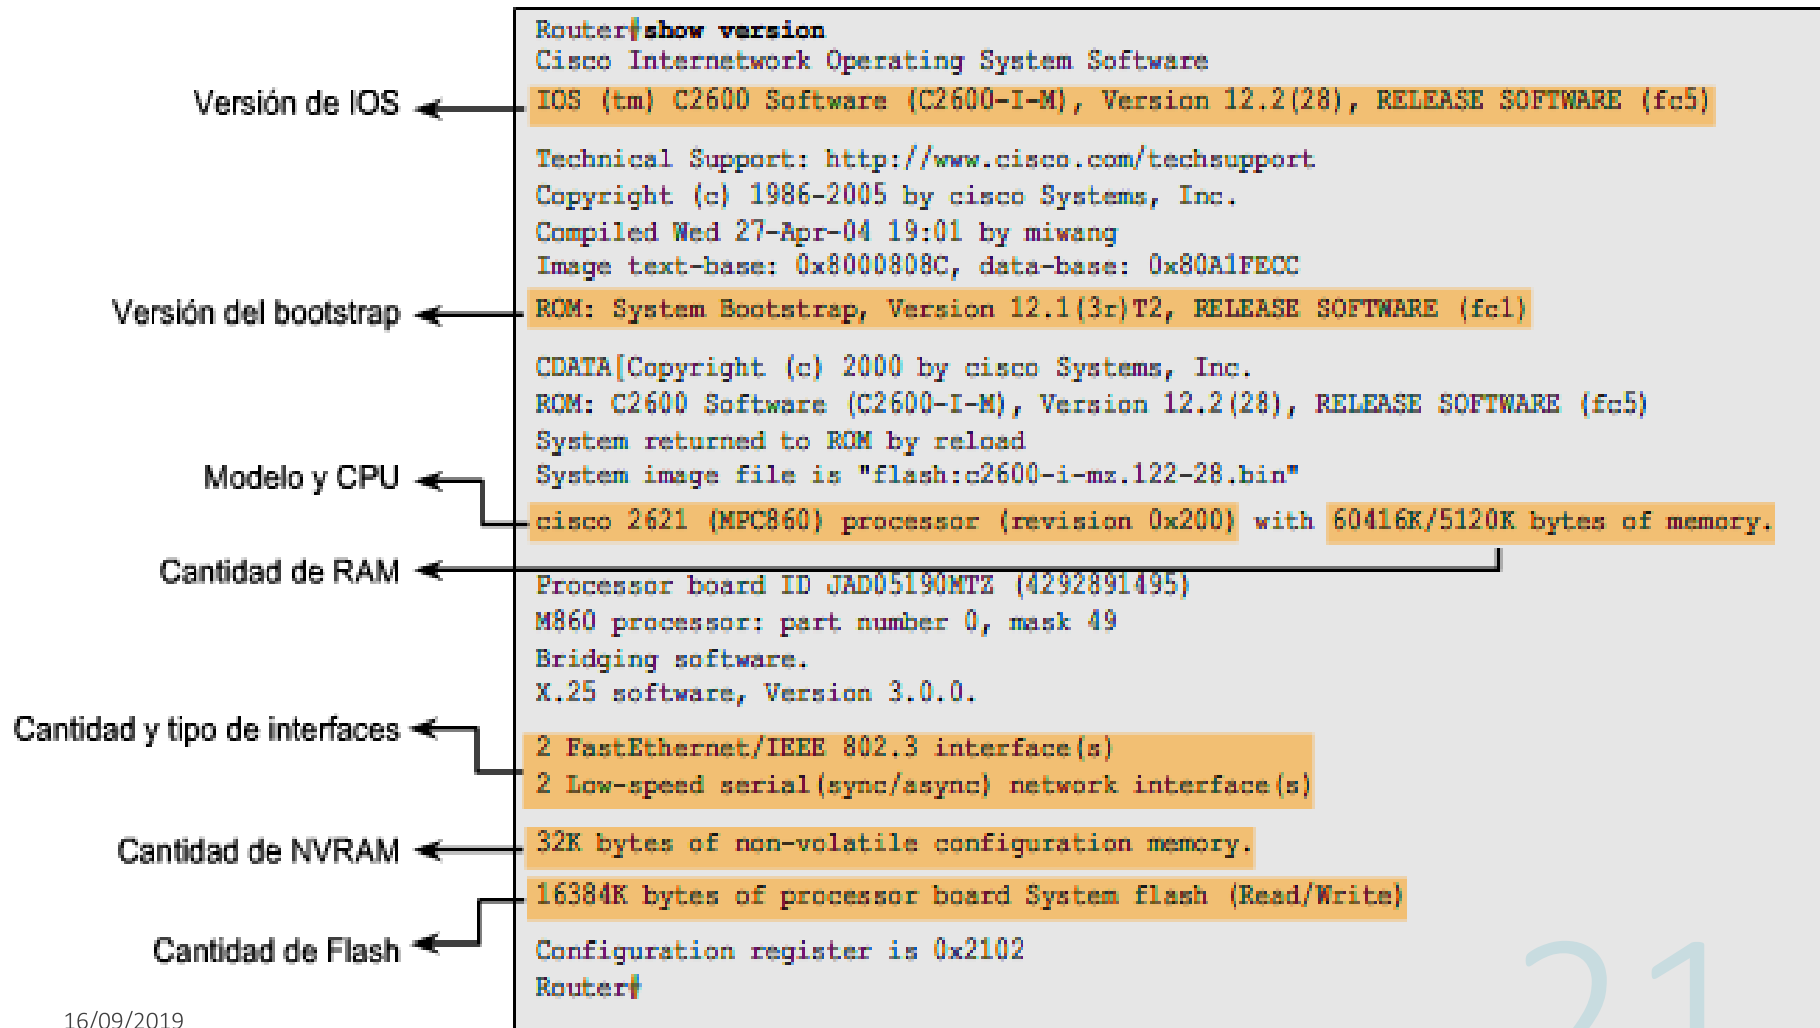 Router#show version
Cisco Internetwork Operating System Software
Versión de IOS
IOS (tm) C2600 Software (C2600-I-M), Version 12.2(28), RELEASE SOFTWARE (fc5)
Technical Support: http://www.cisco.com/techsupport
Copyright (c) 1986-2005 by cisco Systems, Inc.
Compiled Wed 27-Apr-04 19:01 by miwang
Image text-base: 0x8000808C, data-base: 0x80A1FECC
Versión del bootstrap
ROM: System Bootstrap, Version 12.1(3r)T2, RELEASE SOFTWARE (fc1)
CDATA[Copyright (c) 2000 by cisco Systems, Inc.
ROM: C2600 Software (C2600-I-M), Version 12.2(28), RELEASE SOFTWARE (fc5)
System returned to ROM by reload
System image file is "flash:c2600-i-mz.122-28.bin"
Modelo y CPU
cisco 2621 (MPC860) processor (revision 0x200) with 60416K/5120K bytes of memory.
Cantidad de RAM
Processor board ID JAD05190MTZ (4292891495)
M860 processor: part number 0, mask 49
Bridging software.
X.25 software, Version 3.0.0.
Cantidad y tipo de interfaces
2 FastEthernet/IEEE 802.3 interface(s)
2 Low-speed serial(sync/async) network interface(s)
Cantidad de NVRAM
32K bytes of non-volatile configuration memory.
16384K bytes of processor board System flash (Read/Write)
Cantidad de Flash
Configuration register is 0x2102
Router#
16/09/2019
21